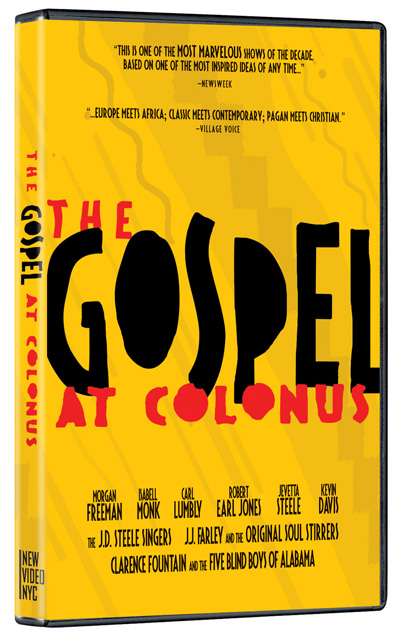 "THIS IS ONE OF THE MOST MARVELOUS SHOWS OF THE DECADE,
BASED ON ONE OF THE MOST INSPIRED IDEAS OF ANY TIME..."
–NEWSWEEK
"...EUROPE MEETS AFRICA; CLASSIC MEETS CONTEMPORARY; PAGAN MEETS CHRISTIAN."
–VILLAGE VOICE
THE
GOSPEL
AT COLONUS
MORGAN FREEMAN ISABELL MONK CARL LUMBLY ROBERT EARL JONES JEVETTA STEELE KEVIN DAVIS
THE J.D. STEELE SINGERS J.J. FARLEY AND THE ORIGINAL SOUL STIRRERS
CLARENCE FOUNTAIN AND THE FIVE BLIND BOYS OF ALABAMA
THE GOSPEL AT COLONUS
NEW
VIDEO
NYC